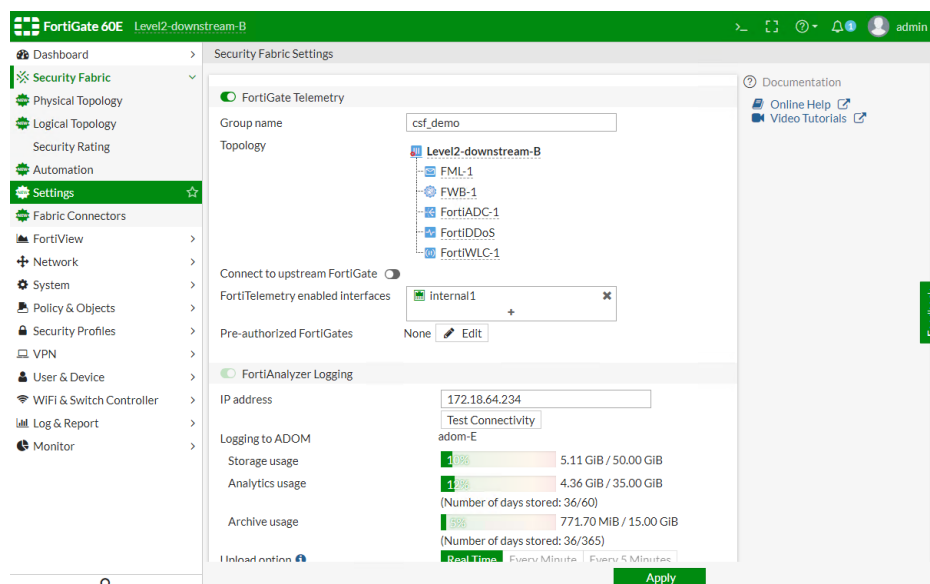 FortiGate 60E Level2-downstream-B
>_ admin
1
Dashboard
Security Fabric
Physical Topology
Logical Topology
Security Rating
Automation
Settings
Fabric Connectors
FortiView
Network
System
Policy & Objects
Security Profiles
VPN
User & Device
WiFi & Switch Controller
Log & Report
Monitor
Security Fabric Settings
FortiGate Telemetry
Group name csf_demo
Topology
Level2-downstream-B
FML-1
FWB-1
FortiADC-1
FortiDDoS
FortiWLC-1
Connect to upstream FortiGate
FortiTelemetry enabled interfaces internal1
+
Pre-authorized FortiGates None Edit
FortiAnalyzer Logging
IP address 172.18.64.234
Test Connectivity
Logging to ADOM adom-E
Storage usage 10% 5.11 GiB / 50.00 GiB
Analytics usage 12% 4.36 GiB / 35.00 GiB
(Number of days stored: 36/60)
Archive usage 5% 771.70 MiB / 15.00 GiB
(Number of days stored: 36/365)
Upload option Real Time Every Minute Every 5 Minutes
Apply
Documentation
Online Help
Video Tutorials